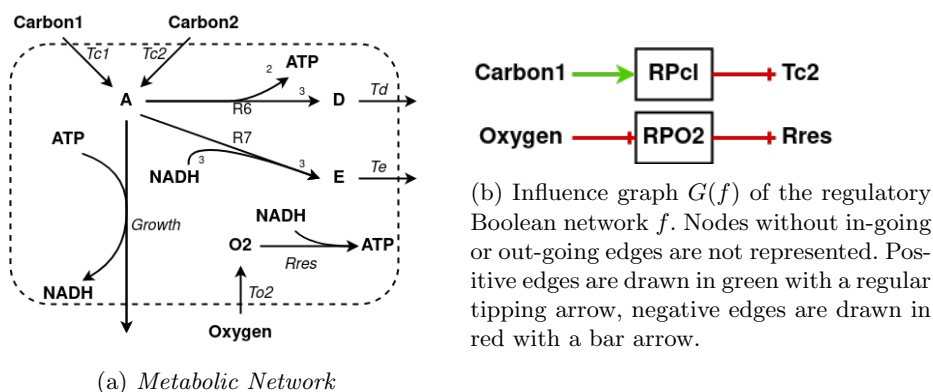 Carbon1
Carbon2
Tc1
Tc2
ATP
2
A
3
D
Td
R6
ATP
R7
NADH
3
3
E
Te
NADH
Growth
O2
ATP
Rres
NADH
To2
Oxygen
(a) Metabolic Network
Carbon1
RPcl
Tc2
Oxygen
RPO2
Rres
(b) Influence graph G(f) of the regulatory
Boolean network f. Nodes without in-going
or out-going edges are not represented. Pos-
itive edges are drawn in green with a regular
tipping arrow, negative edges are drawn in
red with a bar arrow.